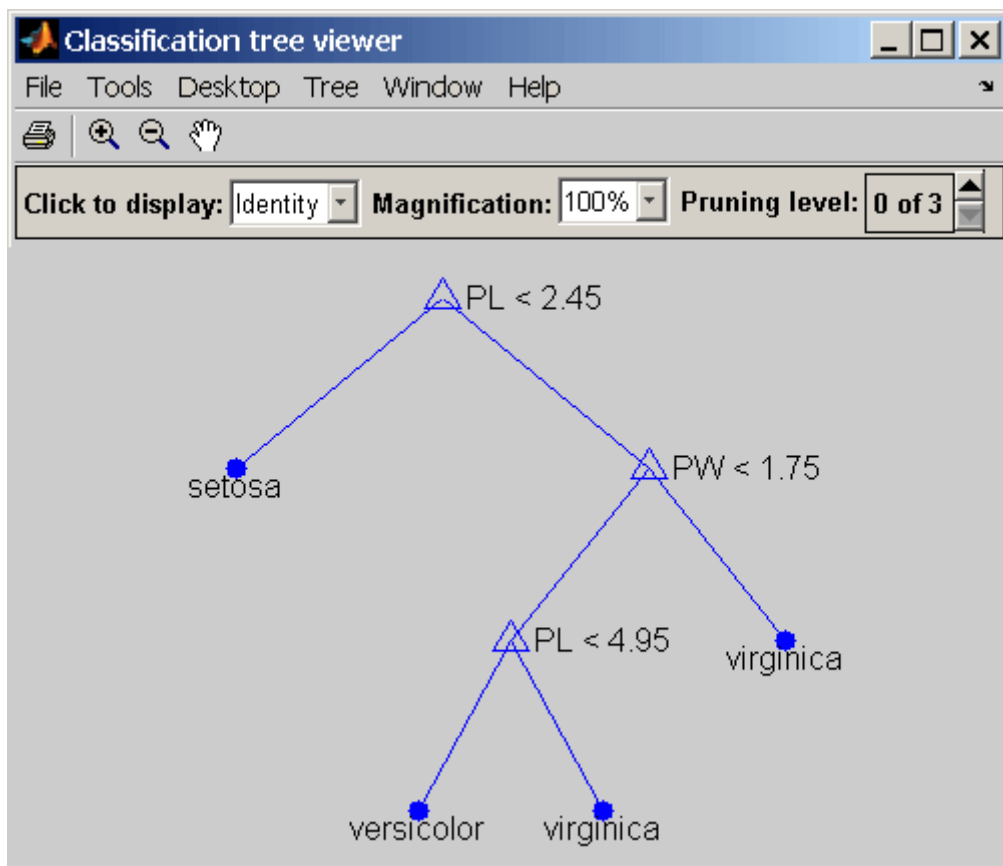 Classification tree viewer
File Tools Desktop Tree Window Help
Click to display: Identity Magnification: 100% Pruning level: 0 of 3
PL < 2.45
setosa
PW < 1.75
PL < 4.95
virginica
versicolor
virginica